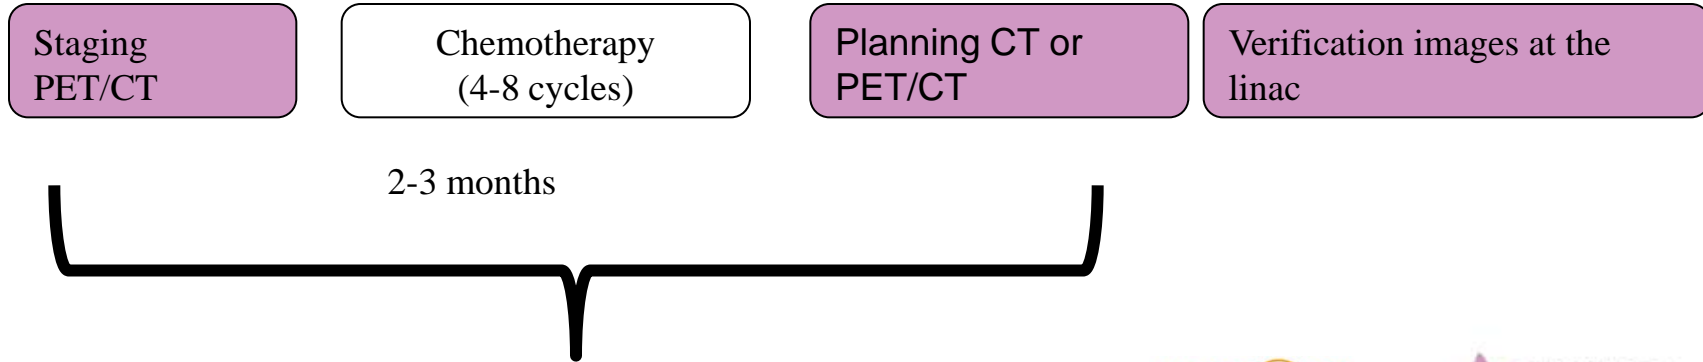 Staging
PET/CT
Chemotherapy
(4-8 cycles)
Planning CT or
PET/CT
Verification images at the
linac
2-3 months